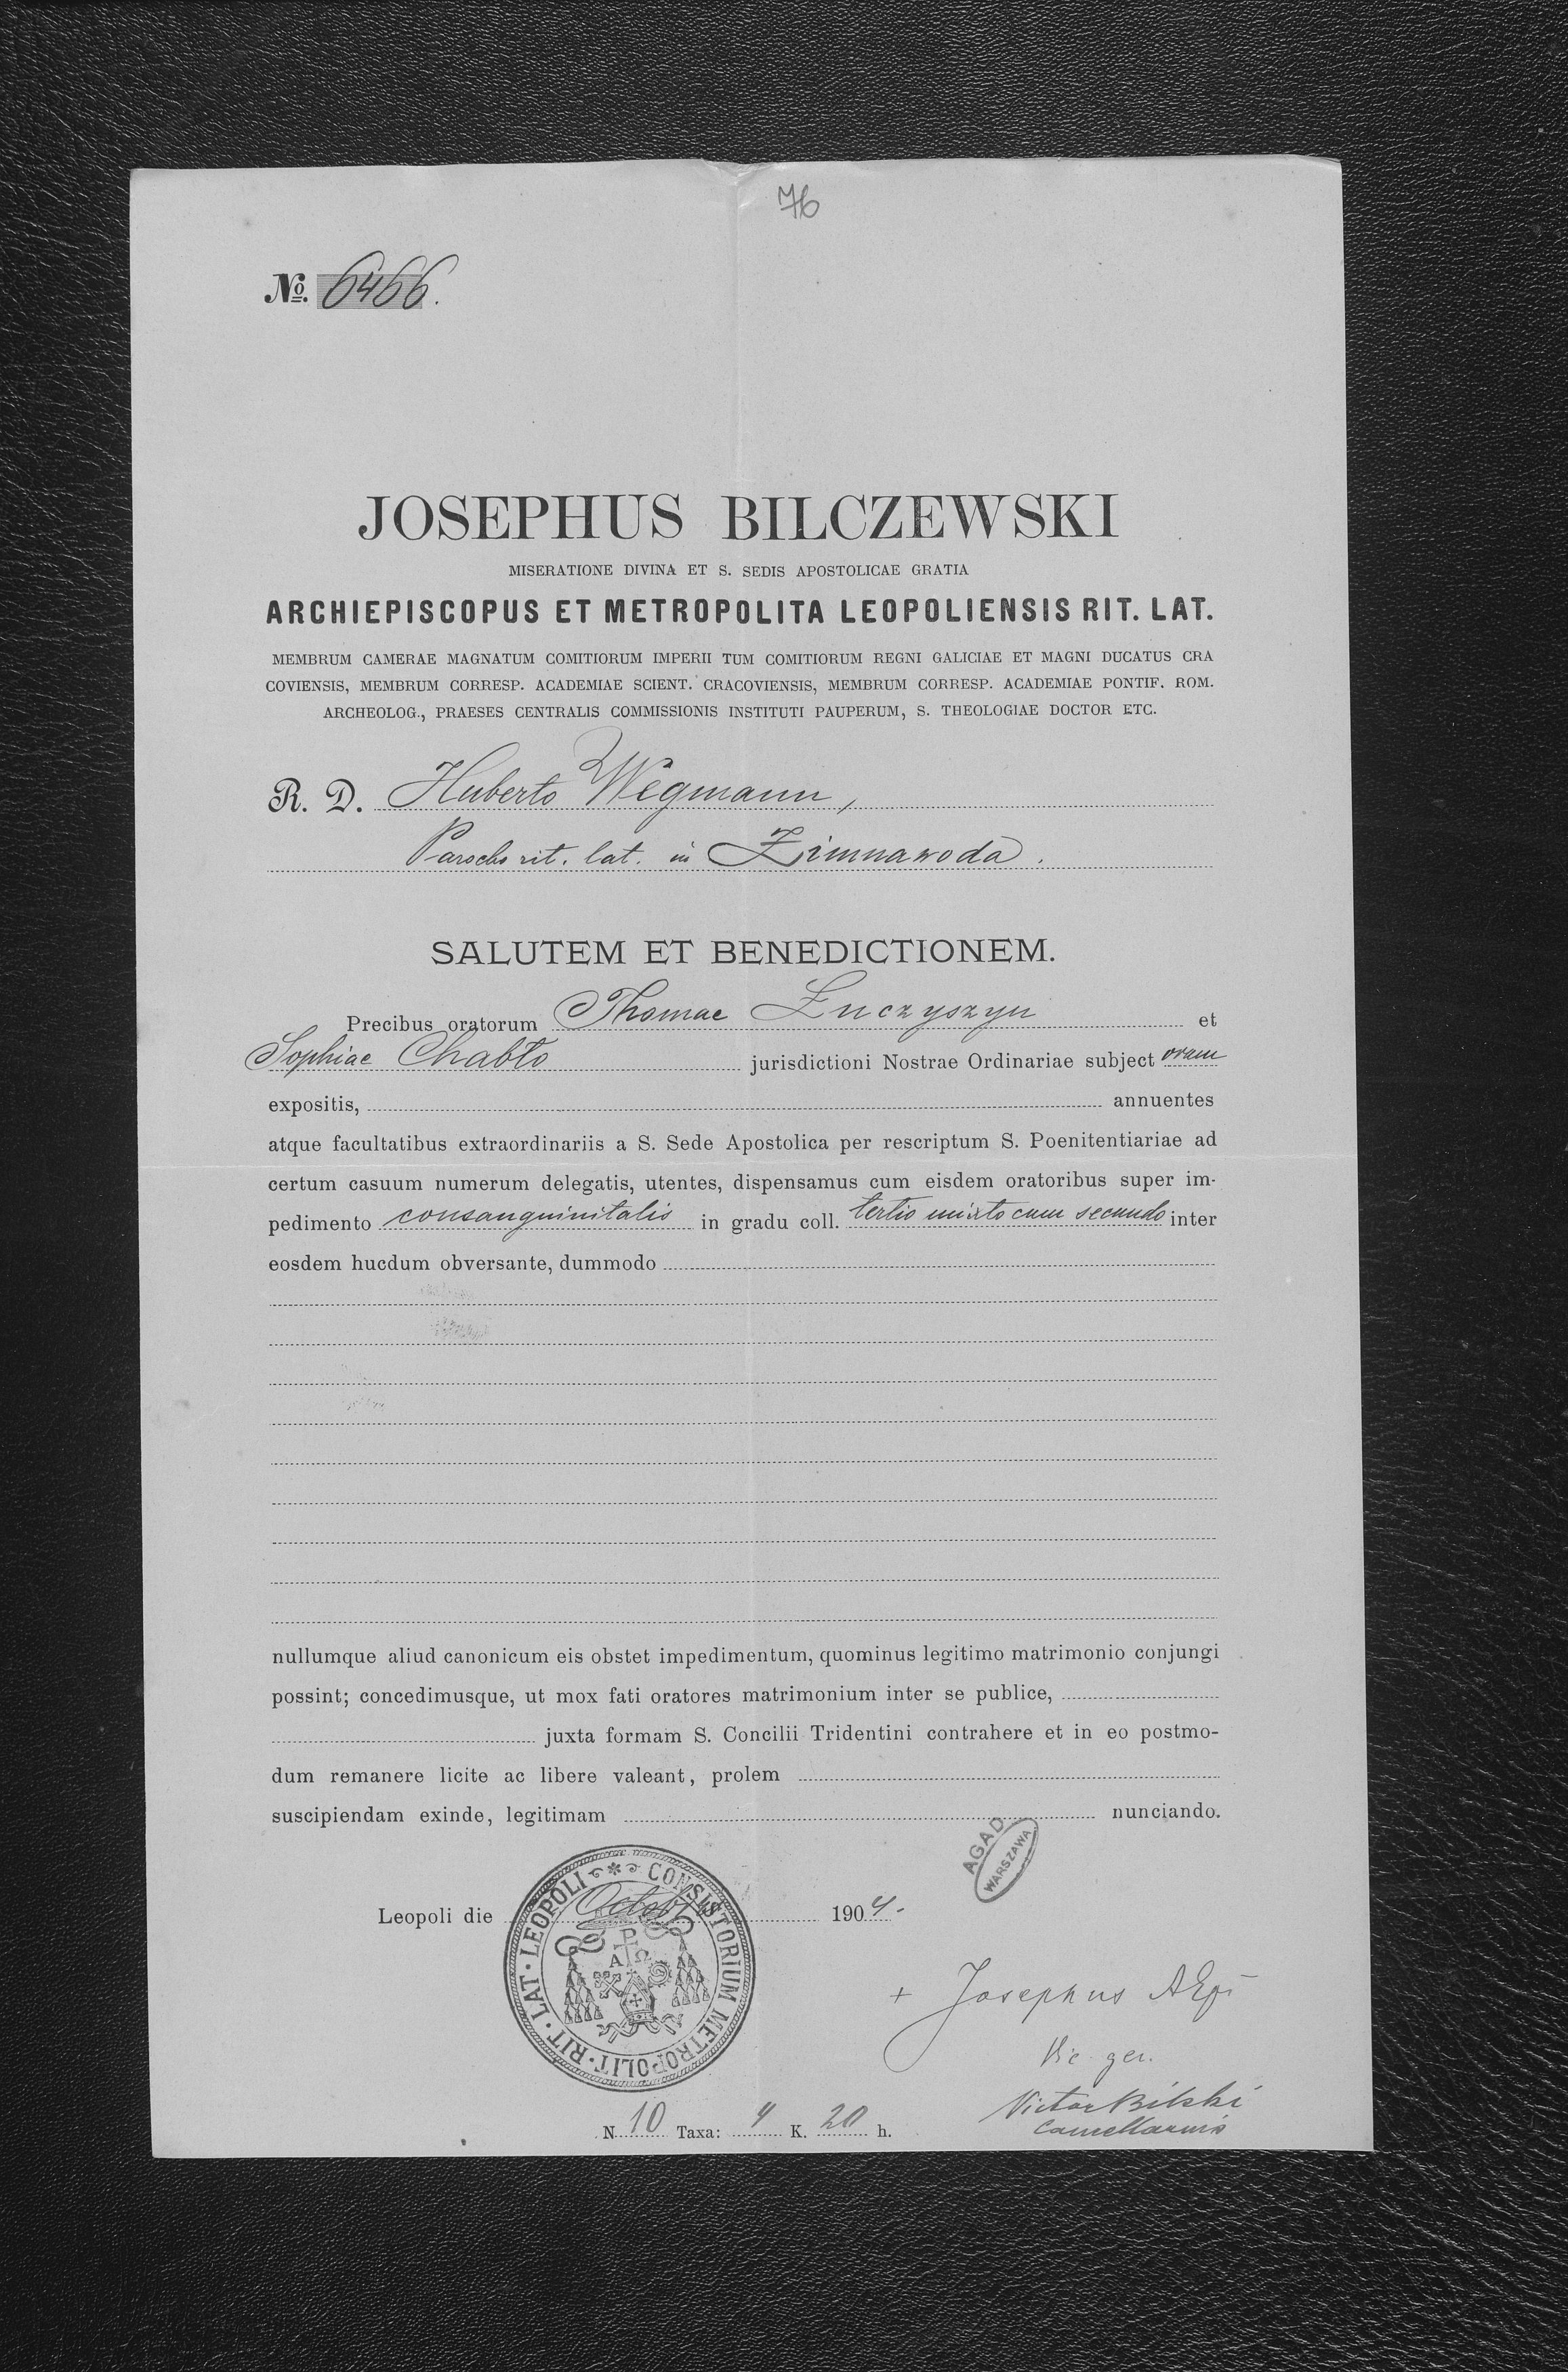 76
No. 6466.
JOSEPHUS BILCZEWSKI
MISERATIONE DIVINA ET S. SEDIS APOSTOLICAE GRATIA
ARCHIEPISCOPUS ET METROPOLITA LEOPOLIENSIS RIT. LAT.
MEMBRUM CAMERAE MAGNATUM COMITIORUM IMPERII TUM COMITIORUM REGNI GALICIAE ET MAGNI DUCATUS CRA
COVIENSIS, MEMBRUM CORRESP. ACADEMIAE SCIENT. CRACOVIENSIS, MEMBRUM CORRESP. ACADEMIAE PONTIF. ROM.
ARCHEOLOG., PRAESES CENTRALIS COMMISSIONIS INSTITUTI PAUPERUM, S. THEOLOGIAE DOCTOR ETC.
R. D. Huberto Wegmann,
Parocho rit. lat. in Zimnawoda.
SALUTEM ET BENEDICTIONEM.
Precibus oratorum Thomae Łuczyszyn et
Sophiae Chabło jurisdictioni Nostrae Ordinariae subject orum
expositis, annuentes
atque facultatibus extraordinariis a S. Sede Apostolica per rescriptum S. Poenitentiariae ad
certum casuum numerum delegatis, utentes, dispensamus cum eisdem oratoribus super im-
pedimento consanguinitatis in gradu coll. tertio mixto cum secundo inter
eosdem hucdum obversante, dummodo
nullumque aliud canonicum eis obstet impedimentum, quominus legitimo matrimonio conjungi
possint; concedimusque, ut mox fati oratores matrimonium inter se publice,
juxta formam S. Concilii Tridentini contrahere et in eo postmo-
dum remanere licite ac libere valeant, prolem
suscipiendam exinde, legitimam nunciando.
AGAD
WARSZAWA
Leopoli die 1904.
CONSISTORIUM METROPOLIT·RIT·LAT·LEOPOLI
A Ω
+ Josephus AEp
Vic ger.
Victor Bilski
Cancellarius
N 10 Taxa: 4 K. 20 h.